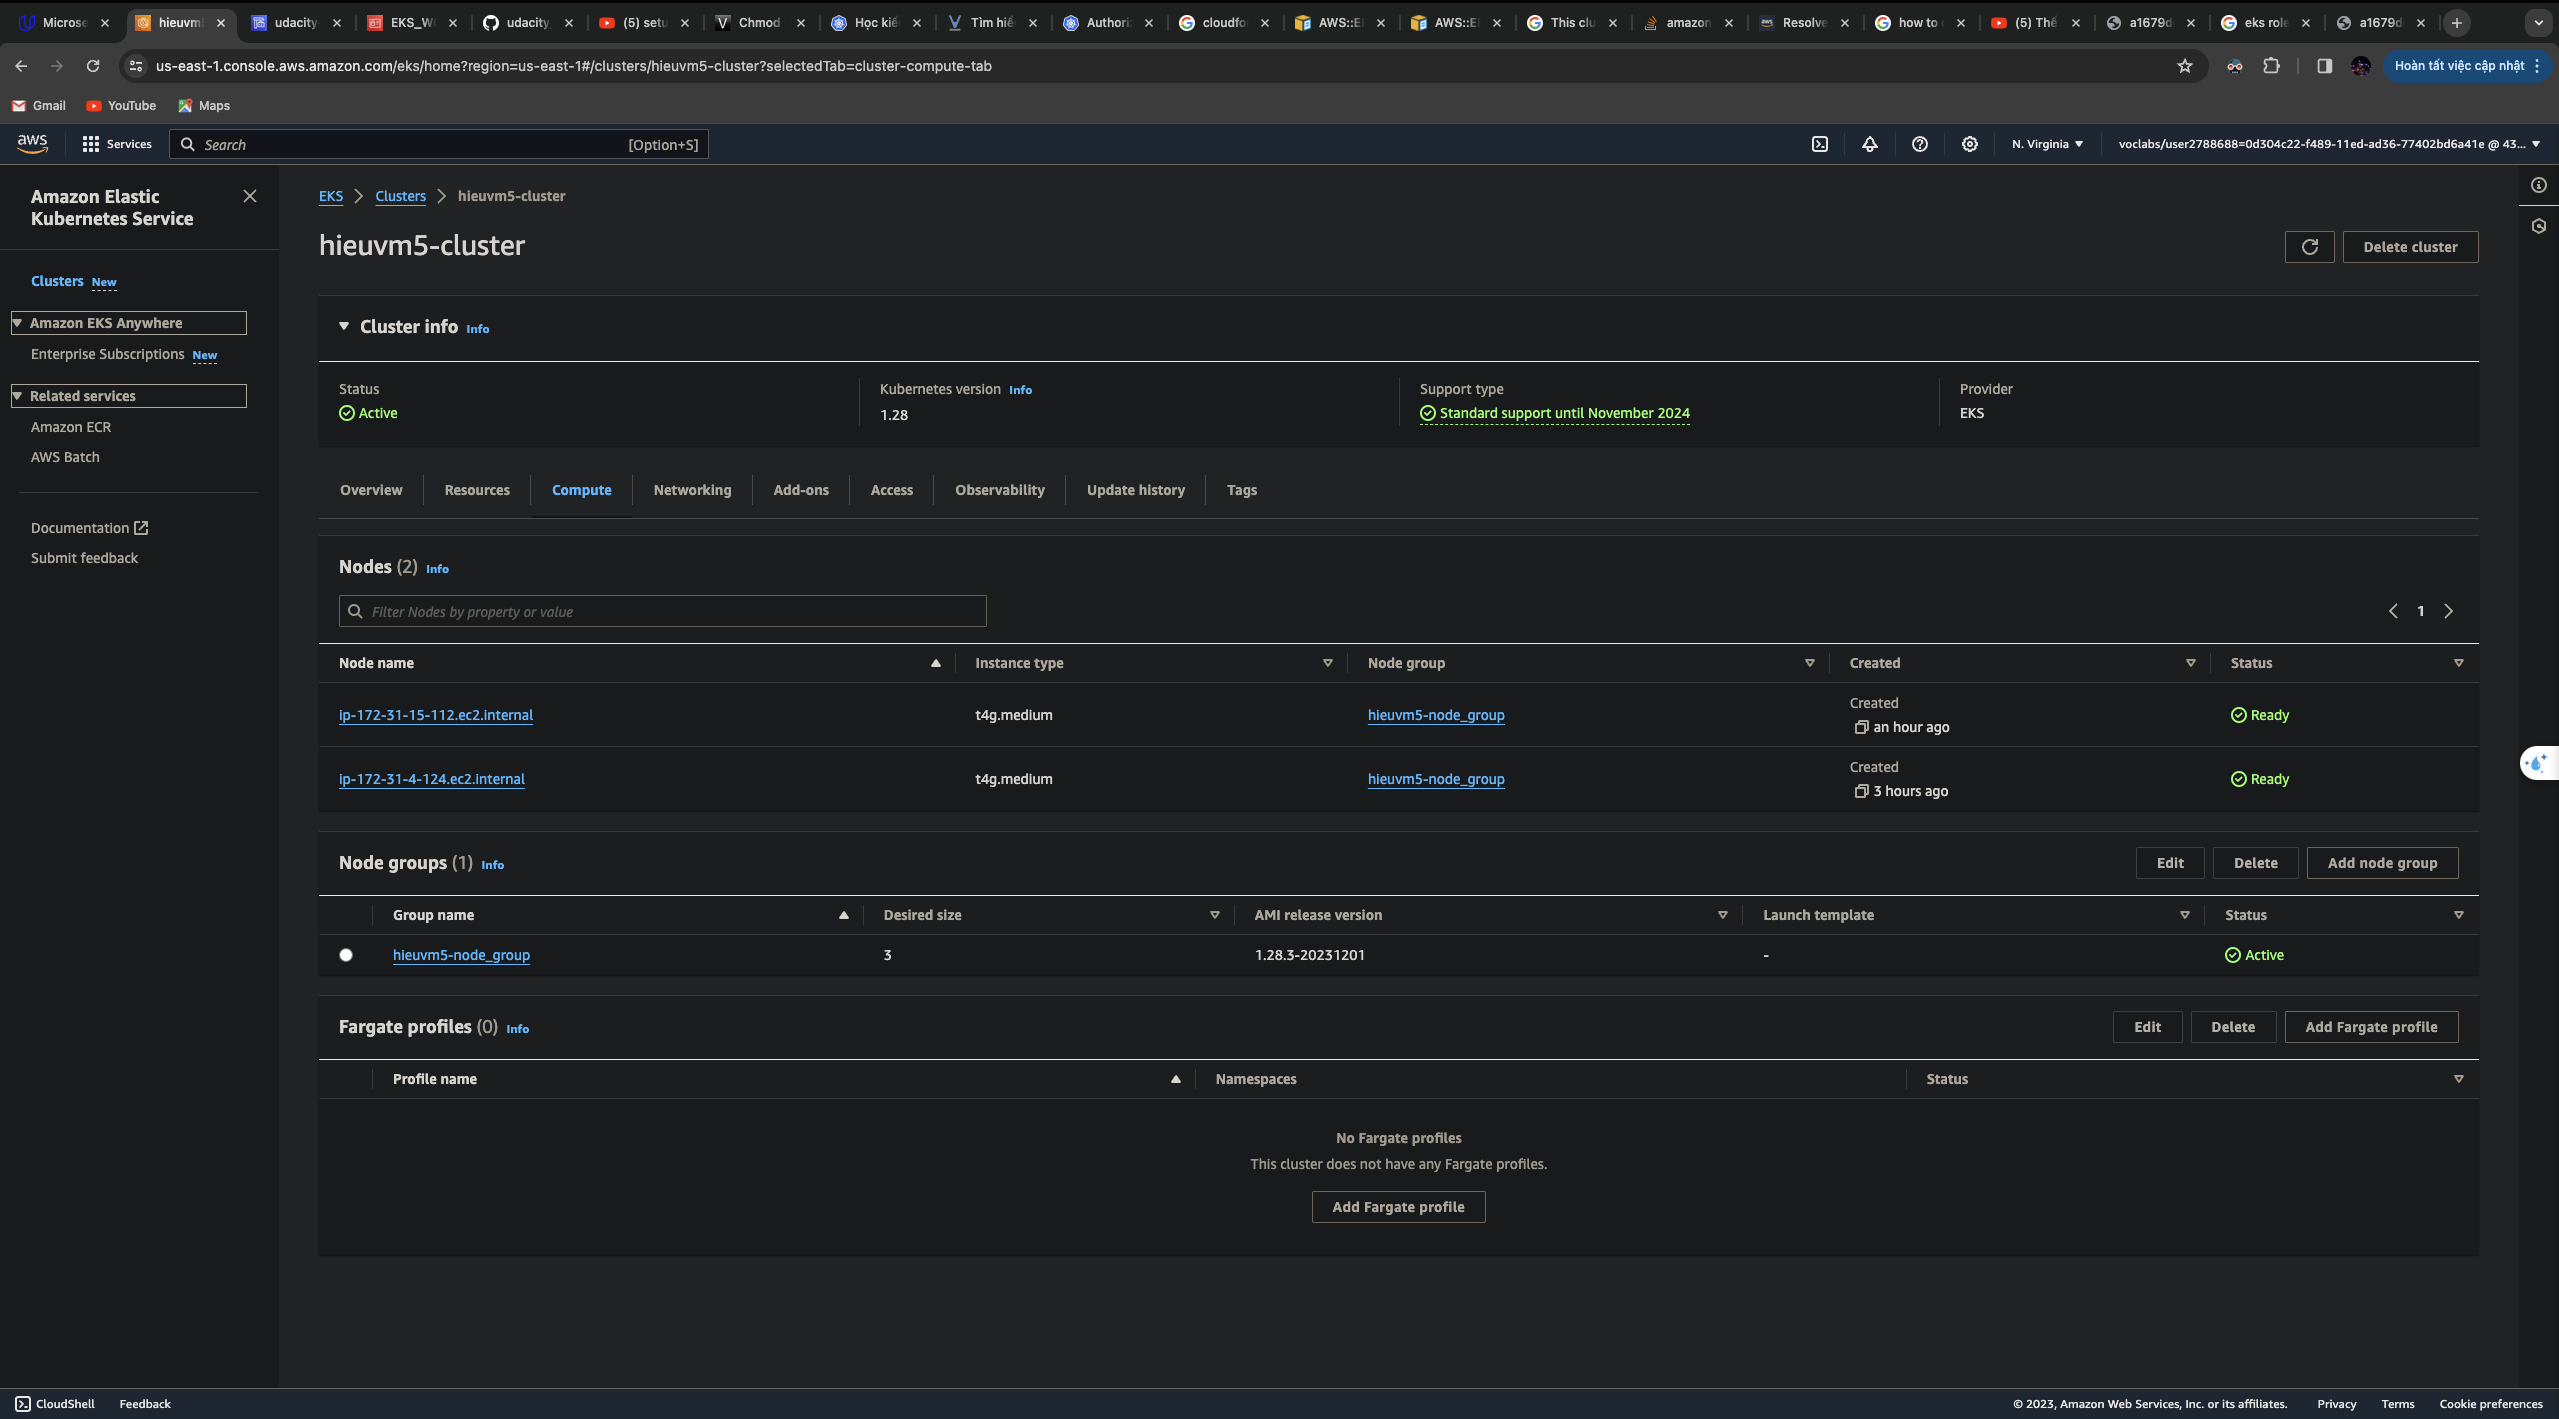 Microse
hieuvm5
udacity
EKS_W
udacity_
(5) setu
Chmod
Học kiế
Tìm hiể
Authori
cloudfo
AWS::E
AWS::E
This clu
amazon
Resolve
how to
(5) Thế
a1679d
eks role
a1679d
us-east-1.console.aws.amazon.com/eks/home?region=us-east-1#/clusters/hieuvm5-cluster?selectedTab=cluster-compute-tab
Hoàn tất việc cập nhật
Gmail
YouTube
Maps
aws
Services
Search
[Option+S]
N. Virginia
voclabs/user2788688=0d304c22-f489-11ed-ad36-77402bd6a41e @ 43...
Amazon Elastic
Kubernetes Service
Clusters New
Amazon EKS Anywhere
Enterprise Subscriptions New
Related services
Amazon ECR
AWS Batch
Documentation
Submit feedback
EKS
Clusters
hieuvm5-cluster
hieuvm5-cluster
Delete cluster
Cluster info Info
Status
Active
Kubernetes version Info
1.28
Support type
Standard support until November 2024
Provider
EKS
Overview
Resources
Compute
Networking
Add-ons
Access
Observability
Update history
Tags
Nodes (2) Info
Filter Nodes by property or value
1
Node name
Instance type
Node group
Created
Status
ip-172-31-15-112.ec2.internal
t4g.medium
hieuvm5-node_group
Created
an hour ago
Ready
ip-172-31-4-124.ec2.internal
t4g.medium
hieuvm5-node_group
Created
3 hours ago
Ready
Node groups (1) Info
Edit
Delete
Add node group
Group name
Desired size
AMI release version
Launch template
Status
hieuvm5-node_group
3
1.28.3-20231201
-
Active
Fargate profiles (0) Info
Edit
Delete
Add Fargate profile
Profile name
Namespaces
Status
No Fargate profiles
This cluster does not have any Fargate profiles.
Add Fargate profile
CloudShell
Feedback
© 2023, Amazon Web Services, Inc. or its affiliates.
Privacy
Terms
Cookie preferences